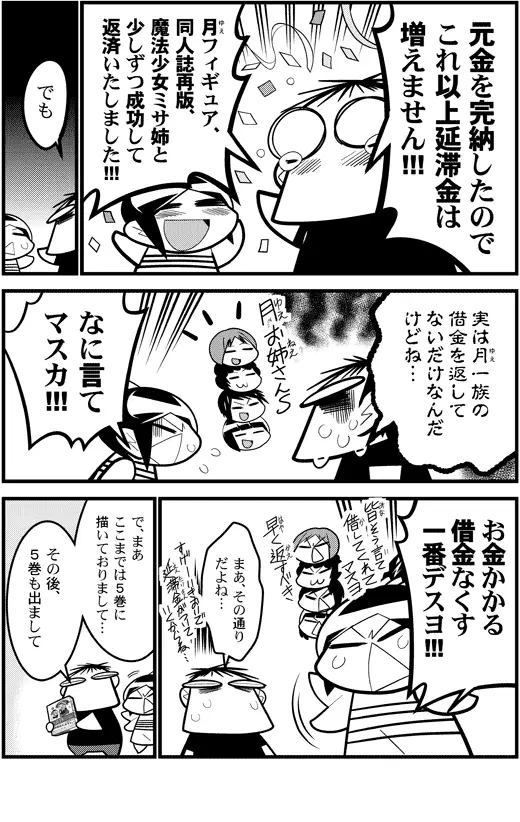 元金を完納したので
これ以上延滞金は
増えません!!!
月フィギュア、
同人誌再版、
魔法少女ミサ姉と
少しずつ成功して
返済いたしました!!!
でも
実は月一族の
借金を返して
ないだけなんだ
けどね…
月お姉さんら
なに言て
マスカ!!!
お金かかる
借金なくす
一番デスヨ!!!
皆そう言て
借してくれて
マスヨ
早く返すべき
まあ、その通り
だよね…
で、まあ
ここまでは5巻に
描いておりまして…
その後、
5巻も出まして